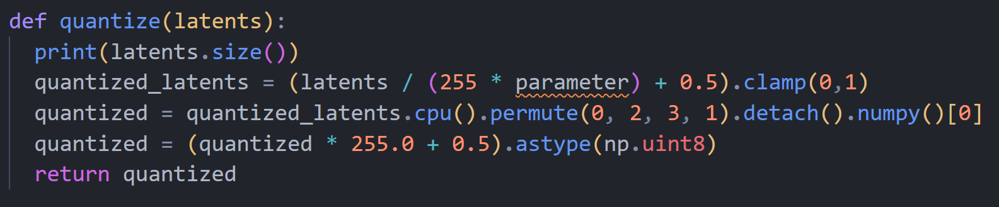 def quantize(latents):
  print(latents.size())
  quantized_latents = (latents / (255 * parameter) + 0.5).clamp(0,1)
  quantized = quantized_latents.cpu().permute(0, 2, 3, 1).detach().numpy()[0]
  quantized = (quantized * 255.0 + 0.5).astype(np.uint8)
  return quantized